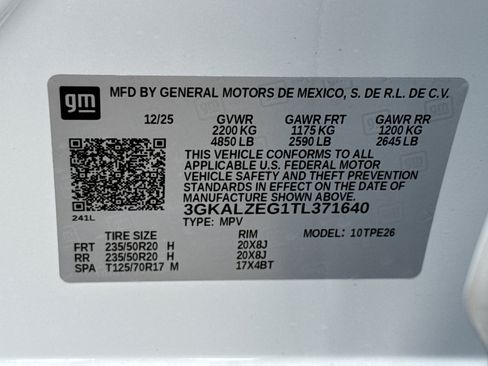 gm
MFD BY GENERAL MOTORS DE MEXICO, S. DE R.L. DE C.V.
12/25 GVWR GAWR FRT GAWR RR
2200 KG 1175 KG 1200 KG
4850 LB 2590 LB 2645 LB
THIS VEHICLE CONFORMS TO ALL
APPLICABLE U.S. FEDERAL MOTOR
VEHICLE SAFETY AND THEFT PREVENTION
STANDARDS IN EFFECT ON THE DATE OF
MANUFACTURE SHOWN ABOVE.
3GKALZEG1TL371640
241L
TYPE: MPV
TIRE SIZE RIM MODEL: 10TPE26
FRT 235/50R20 H 20X8J
RR 235/50R20 H 20X8J
SPA T125/70R17 M 17X4BT